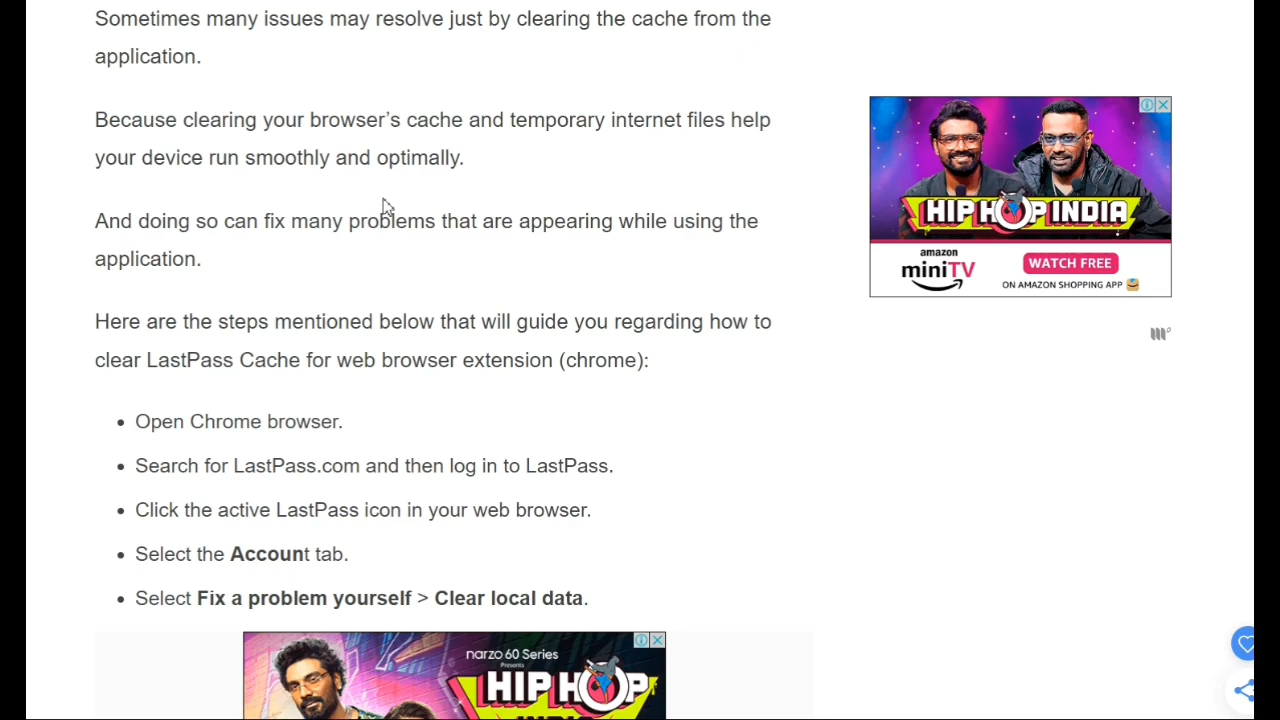 Sometimes many issues may resolve just by clearing the cache from the
application.
Because clearing your browser’s cache and temporary internet files help
your device run smoothly and optimally.
And doing so can fix many problems that are appearing while using the
application.
Here are the steps mentioned below that will guide you regarding how to
clear LastPass Cache for web browser extension (chrome):
• Open Chrome browser.
• Search for LastPass.com and then log in to LastPass.
• Click the active LastPass icon in your web browser.
• Select the Account tab.
• Select Fix a problem yourself > Clear local data.
HIP HOP INDIA
amazon
miniTV
WATCH FREE
ON AMAZON SHOPPING APP
narzo 60 Series
Presents
HIP HOP
INDIA